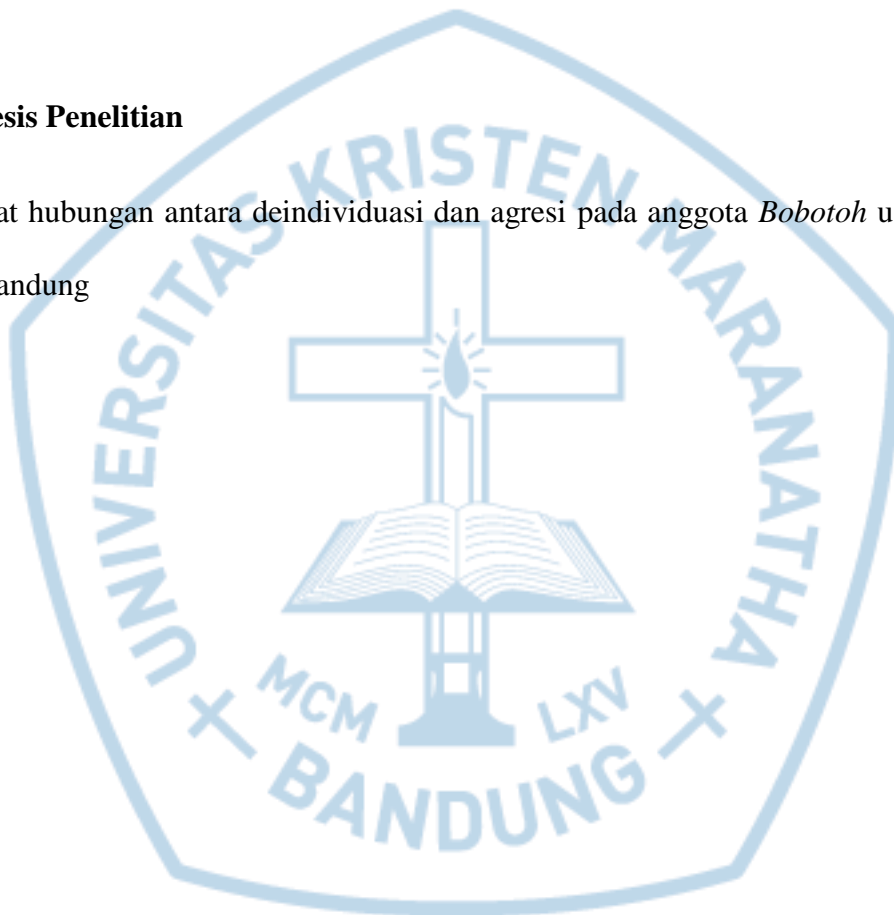 esis Penelitian
at hubungan antara deindividuasi dan agresi pada anggota Bobotoh u
andung
UNIVERSITAS KRISTEN MARANATHA
MCM LXV
BANDUNG